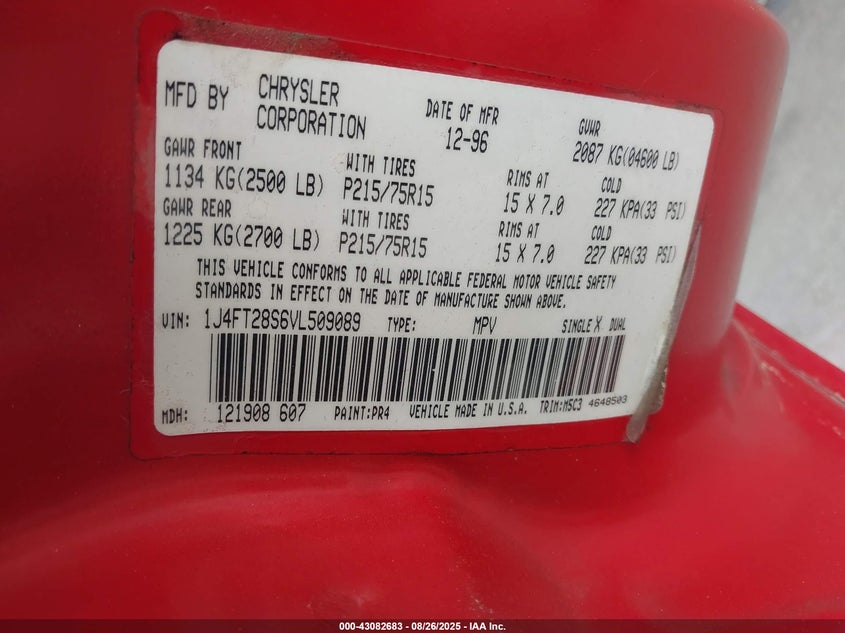 MFD BY CHRYSLER CORPORATION DATE OF MFR 12-96 GVWR 2087 KG(04600 LB)
GAWR FRONT WITH TIRES RIMS AT COLD
1134 KG(2500 LB) P215/75R15 15 X 7.0 227 KPA(33 PSI)
GAWR REAR WITH TIRES RIMS AT COLD
1225 KG(2700 LB) P215/75R15 15 X 7.0 227 KPA(33 PSI)
THIS VEHICLE CONFORMS TO ALL APPLICABLE FEDERAL MOTOR VEHICLE SAFETY
STANDARDS IN EFFECT ON THE DATE OF MANUFACTURE SHOWN ABOVE.
VIN: 1J4FT28S6VL509089 TYPE: MPV SINGLE X DUAL
MDH: 121908 607 PAINT:PR4 VEHICLE MADE IN U.S.A. TRIM:M5C3 4648503
000-43082683 - 08/26/2025 - IAA Inc.